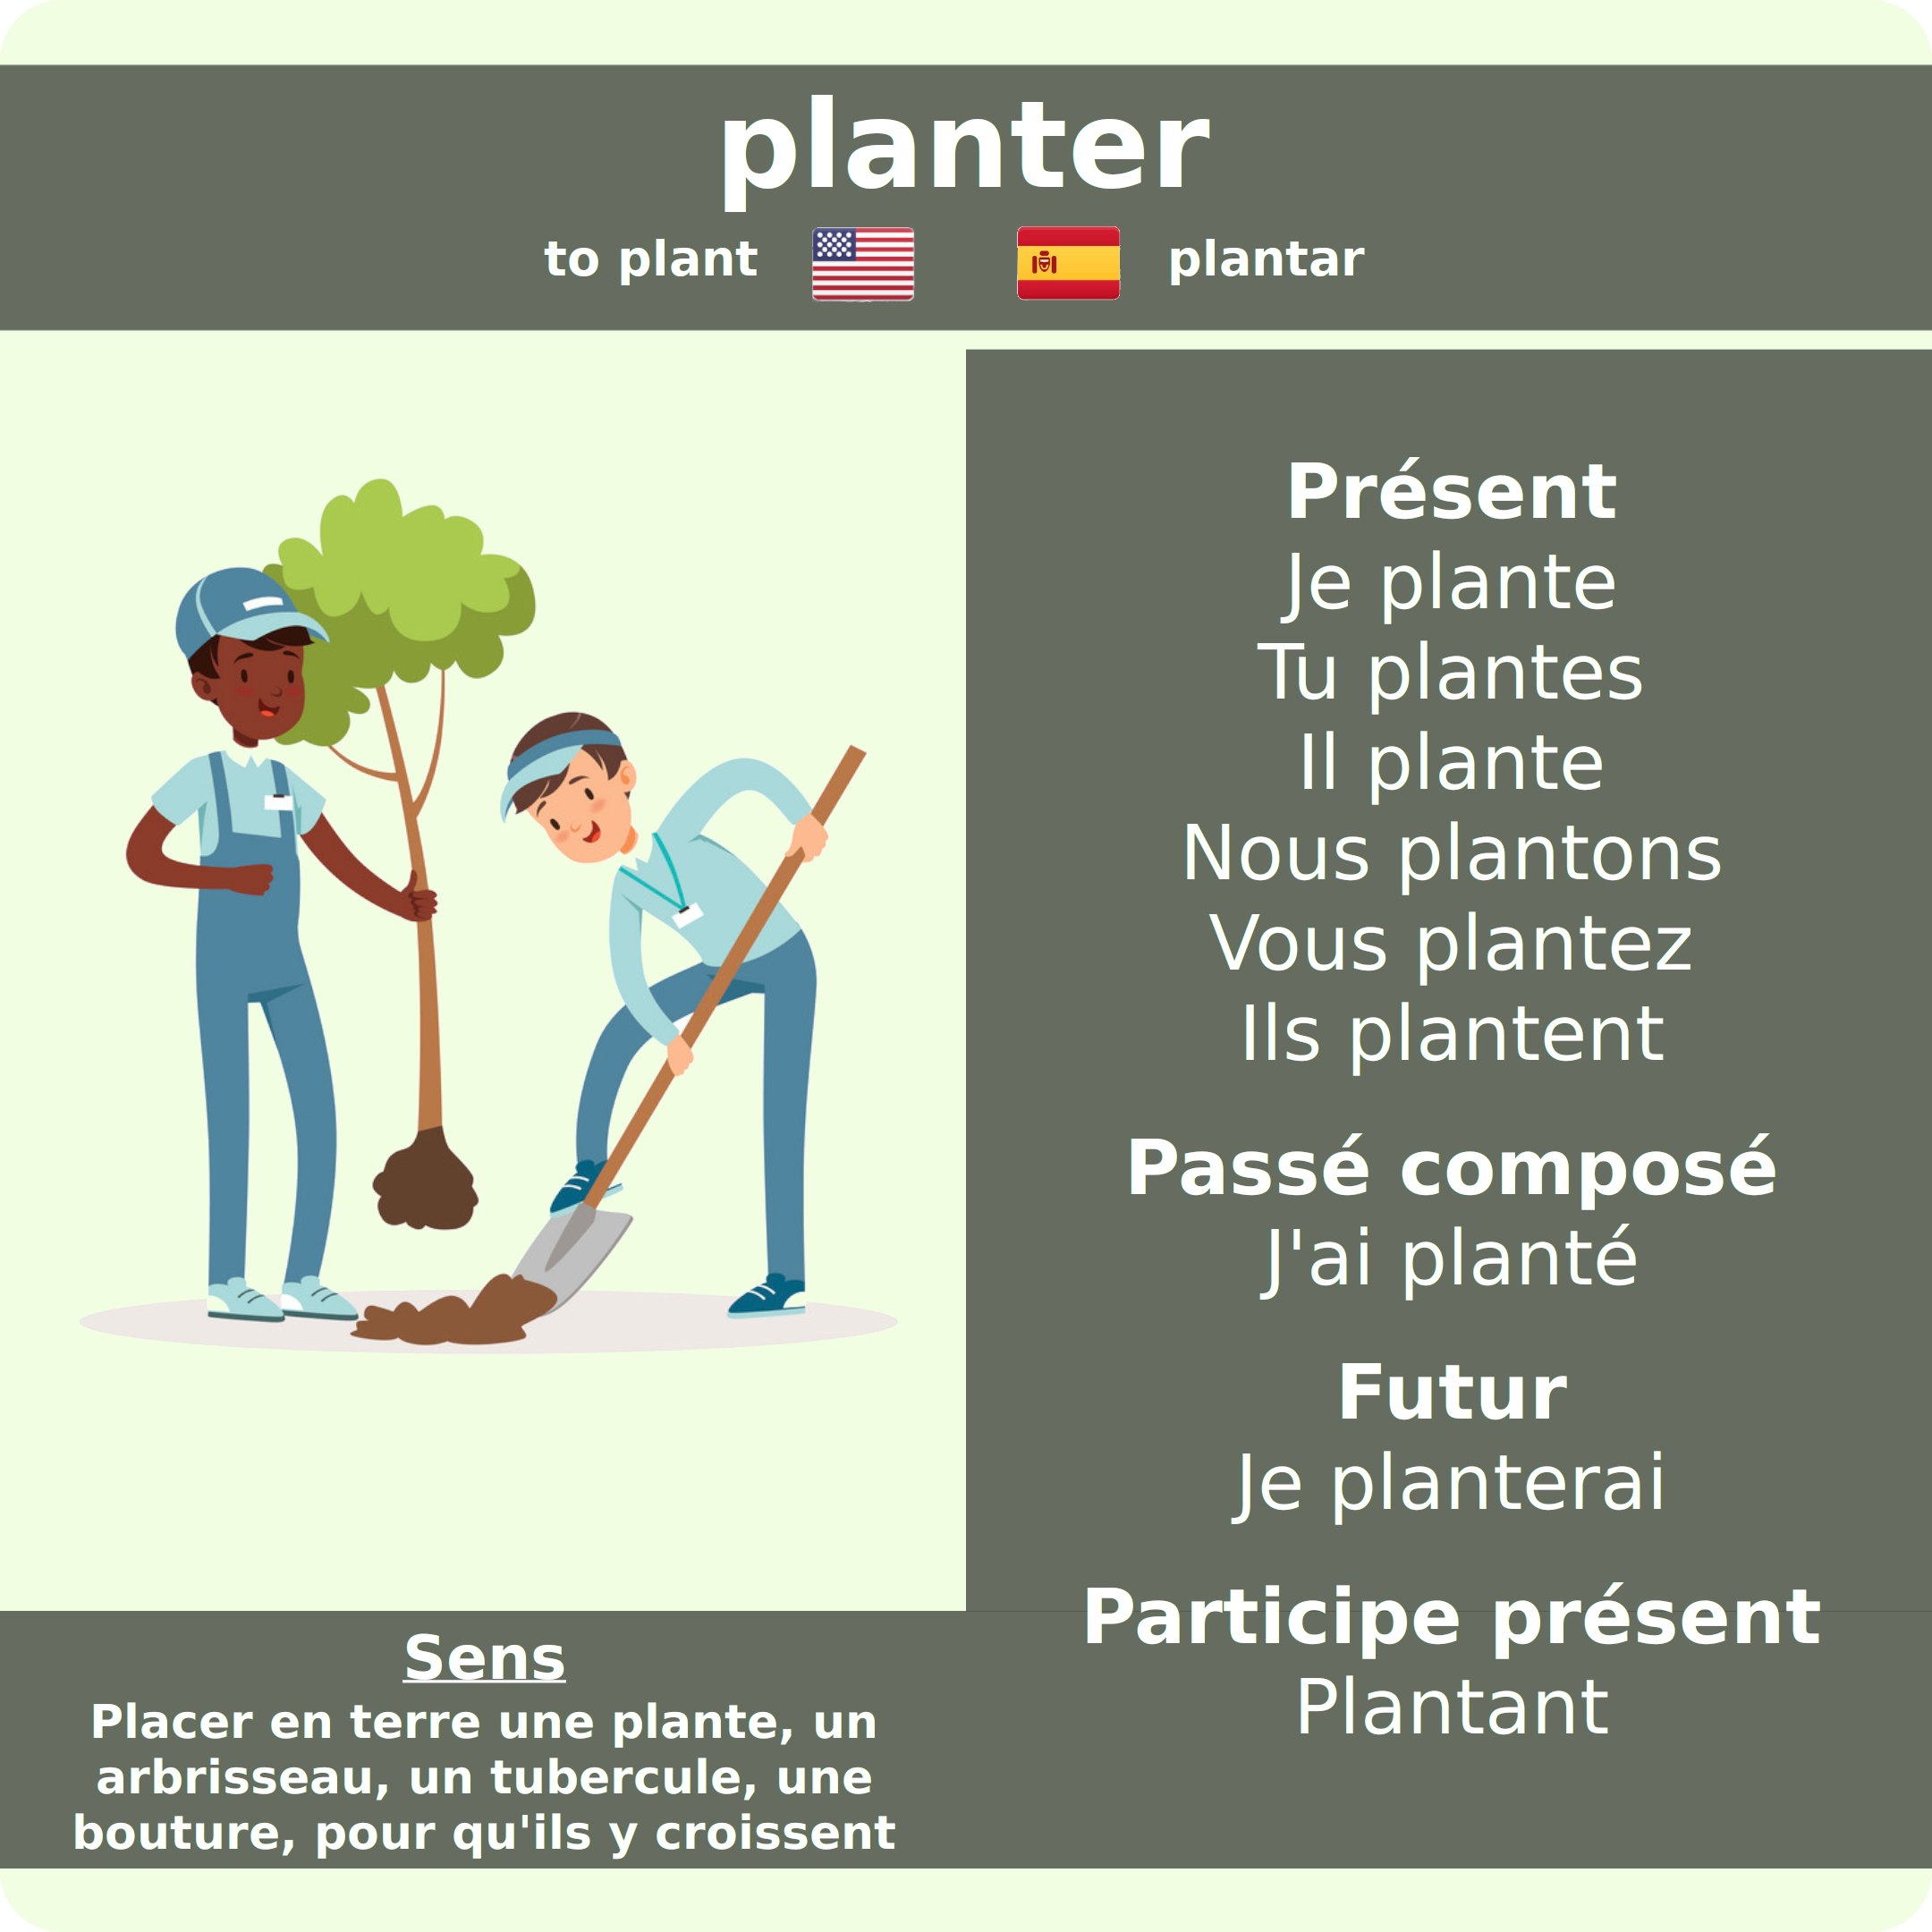 planter
to plant
plantar
Présent
Je plante
Tu plantes
Il plante
Nous plantons
Vous plantez
Ils plantent
Passé composé
J'ai planté
Futur
Je planterai
Participe présent
Plantant
Sens
Placer en terre une plante, un
arbrisseau, un tubercule, une
bouture, pour qu'ils y croissent